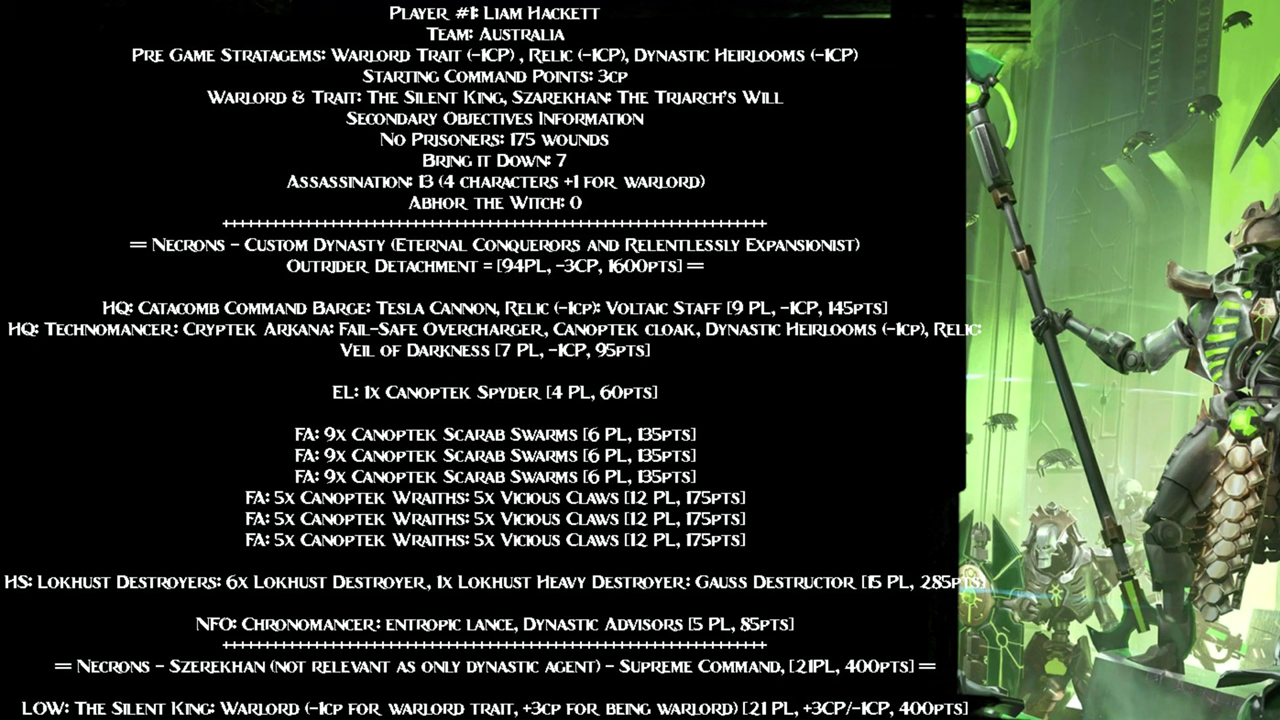 Player #1: Liam Hackett
Team: Australia
Pre Game Stratagems: Warlord Trait (-1CP) , Relic (-1CP), Dynastic Heirlooms (-1CP)
Starting Command Points: 3cp
Warlord & Trait: The Silent King, Szarekhan: The Triarch's Will
Secondary Objectives Information
No Prisoners: 175 wounds
Bring it Down: 7
Assassination: 13 (4 characters +1 for warlord)
Abhor the Witch: 0
+++++++++++++++++++++++++++++++++++++++++++++++++++++++++++++++++
== Necrons – Custom Dynasty (Eternal Conquerors and Relentlessly Expansionist)
Outrider Detachment = [94PL, -3CP, 1600pts] ==
HQ: Catacomb Command Barge: Tesla Cannon, Relic (-1cp): Voltaic Staff [9 PL, -1CP, 145pts]
HQ: Technomancer: Cryptek Arkana: Fail-Safe Overcharger, Canoptek cloak, Dynastic Heirlooms (-1cp), Relic:
Veil of Darkness [7 PL, -1CP, 95pts]
EL: 1x Canoptek Spyder [4 PL, 60pts]
FA: 9x Canoptek Scarab Swarms [6 PL, 135pts]
FA: 9x Canoptek Scarab Swarms [6 PL, 135pts]
FA: 9x Canoptek Scarab Swarms [6 PL, 135pts]
FA: 5x Canoptek Wraiths: 5x Vicious Claws [12 PL, 175pts]
FA: 5x Canoptek Wraiths: 5x Vicious Claws [12 PL, 175pts]
FA: 5x Canoptek Wraiths: 5x Vicious Claws [12 PL, 175pts]
HS: Lokhust Destroyers: 6x Lokhust Destroyer, 1x Lokhust Heavy Destroyer: Gauss Destructor [15 PL, 285pts]
NFO: Chronomancer: entropic lance, Dynastic Advisors [5 PL, 85pts]
+++++++++++++++++++++++++++++++++++++++++++++++++++++++++++++++++
== Necrons – Szerekhan (not relevant as only dynastic agent) – Supreme Command, [21PL, 400pts] ==
LOW: The Silent King: Warlord (-1cp for warlord trait, +3cp for being warlord) [21 PL, +3CP/-1CP, 400pts]